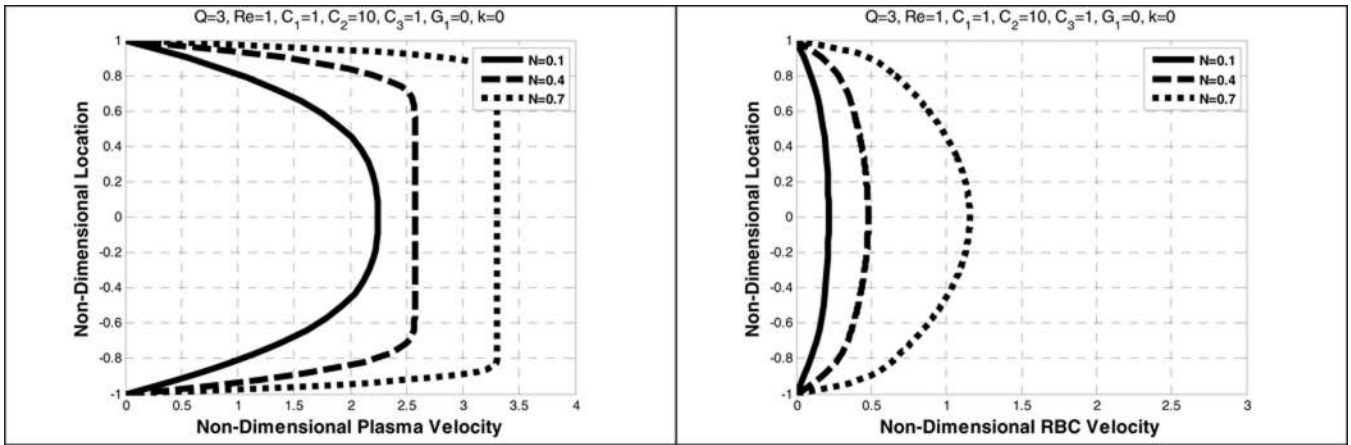 Q=3, Re=1, C₁=1, C₂=10, C₃=1, G₁=0, k=0
N=0.1
N=0.4
N=0.7
Non-Dimensional Location
1
0.8
0.6
0.4
0.2
0
-0.2
-0.4
-0.6
-0.8
-1
0 0.5 1 1.5 2 2.5 3 3.5 4
Non-Dimensional Plasma Velocity
Q=3, Re=1, C₁=1, C₂=10, C₃=1, G₁=0, k=0
N=0.1
N=0.4
N=0.7
Non-Dimensional Location
1
0.8
0.6
0.4
0.2
0
-0.2
-0.4
-0.6
-0.8
-1
0 0.5 1 1.5 2 2.5 3
Non-Dimensional RBC Velocity